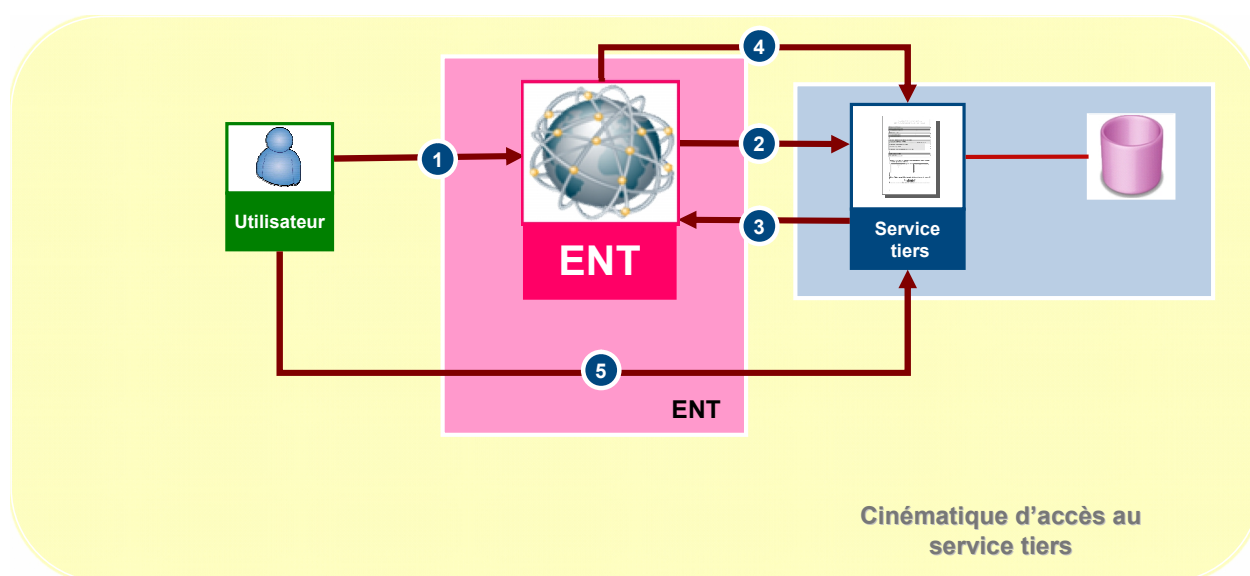 4
1
2
Utilisateur
3
Service
tiers
ENT
5
ENT
Cinématique d'accès au
service tiers